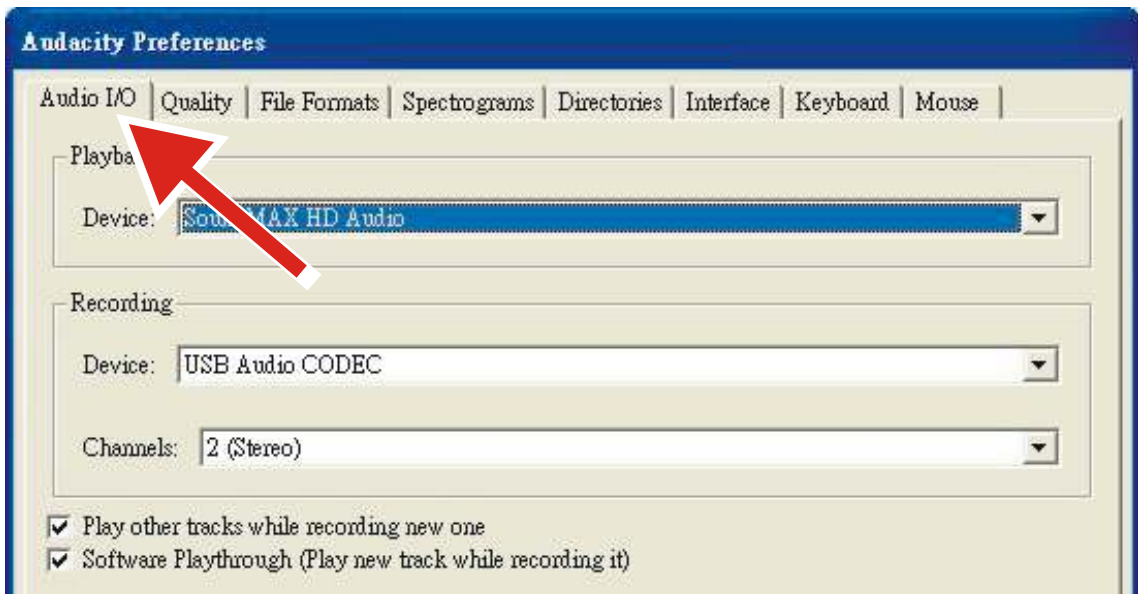 Audacity Preferences
Audio I/O Quality File Formats Spectrograms Directories Interface Keyboard Mouse
Device: MAX HD Audio
Recording
Device: USB Audio CODEC
Channels: 2 (Stereo)
Play other tracks while recording new one
Software Playthrough (Play new track while recording it)